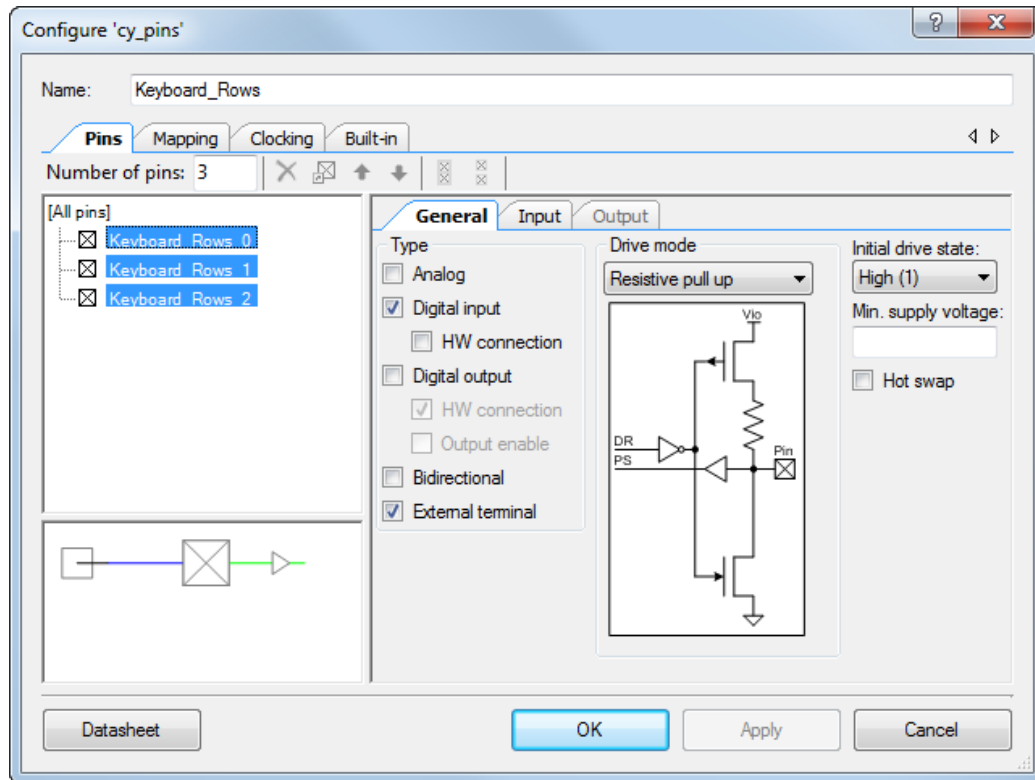 Configure 'cy_pins'
Name: Keyboard_Rows
Pins Mapping Clocking Built-in
Number of pins: 3
[All pins]
Keyboard_Rows_0
Keyboard_Rows_1
Keyboard_Rows_2
General Input Output
Type
Analog
Digital input
HW connection
Digital output
HW connection
Output enable
Bidirectional
External terminal
Drive mode
Resistive pull up
Vio
DR
PS
Pin
Initial drive state:
High (1)
Min. supply voltage:
Hot swap
Datasheet OK Apply Cancel